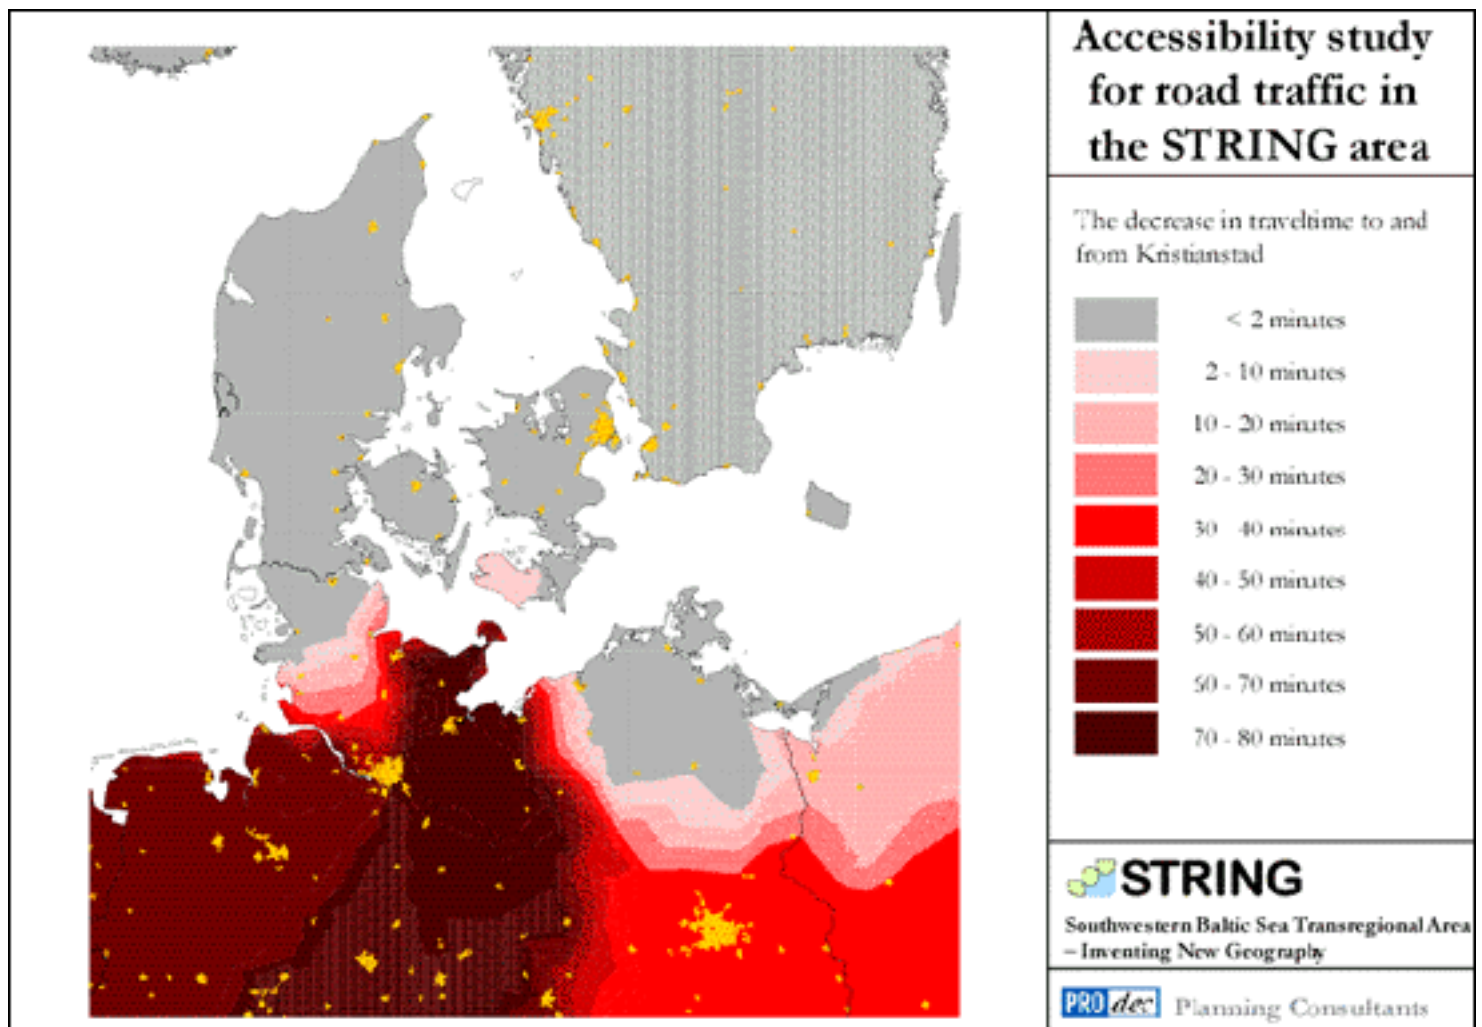 Accessibility study
for road traffic in
the STRING area
The decrease in traveltime to and
from Kristianstad
< 2 minutes
2 - 10 minutes
10 - 20 minutes
20 - 30 minutes
30 - 40 minutes
40 - 50 minutes
50 - 60 minutes
60 - 70 minutes
70 - 80 minutes
STRING
Southwestern Baltic Sea Transregional Area
– Inventing New Geography
PRO dec Planning Consultants